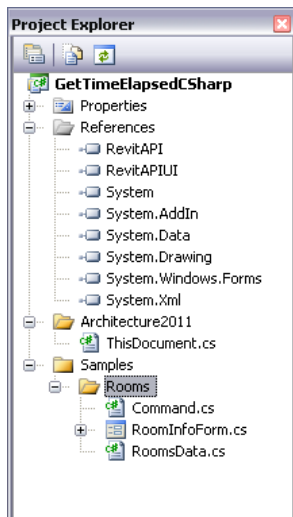 Project Explorer
GetTimeElapsedCSharp
Properties
References
RevitAPI
RevitAPIUI
System
System.AddIn
System.Data
System.Drawing
System.Windows.Forms
System.Xml
Architecture2011
ThisDocument.cs
Samples
Rooms
Command.cs
RoomInfoForm.cs
RoomsData.cs